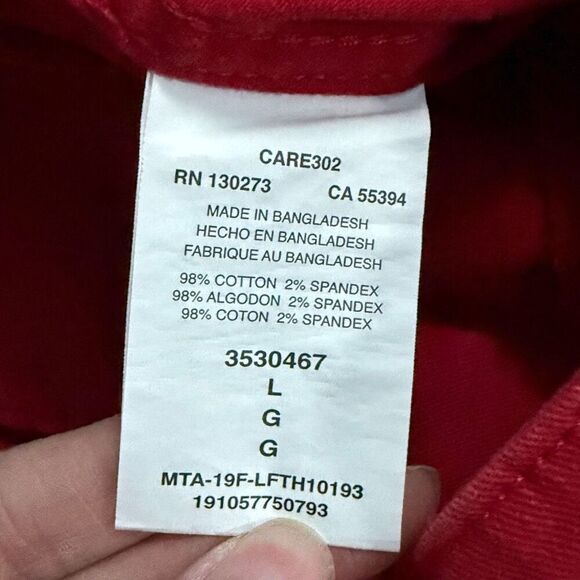 CARE302
RN 130273 CA 55394
MADE IN BANGLADESH
HECHO EN BANGLADESH
FABRIQUE AU BANGLADESH
98% COTTON 2% SPANDEX
98% ALGODON 2% SPANDEX
98% COTON 2% SPANDEX
3530467
L
G
G
MTA-19F-LFTH10193
191057750793